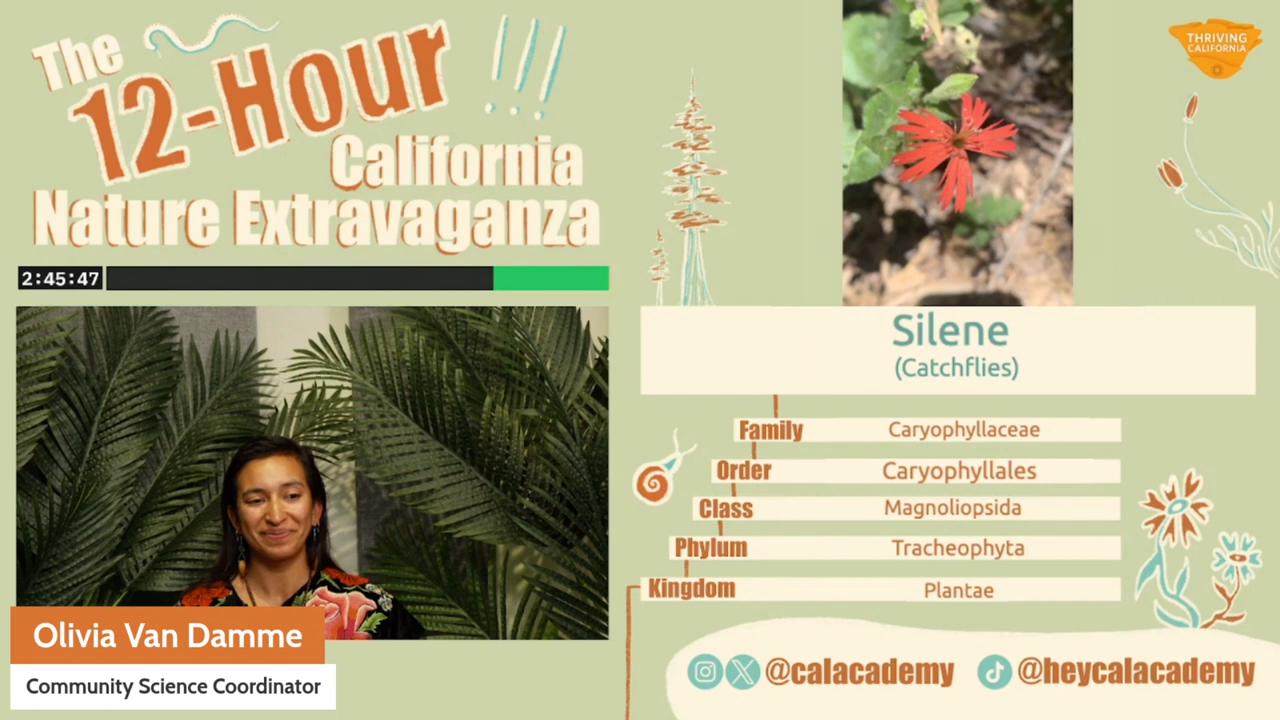 The
12-Hour !!!
California
Nature Extravaganza
2:45:47
Olivia Van Damme
Community Science Coordinator
THRIVING
CALIFORNIA
Silene
(Catchflies)
Family Caryophyllaceae
Order Caryophyllales
Class Magnoliopsida
Phylum Tracheophyta
Kingdom Plantae
@calacademy @heycalacademy